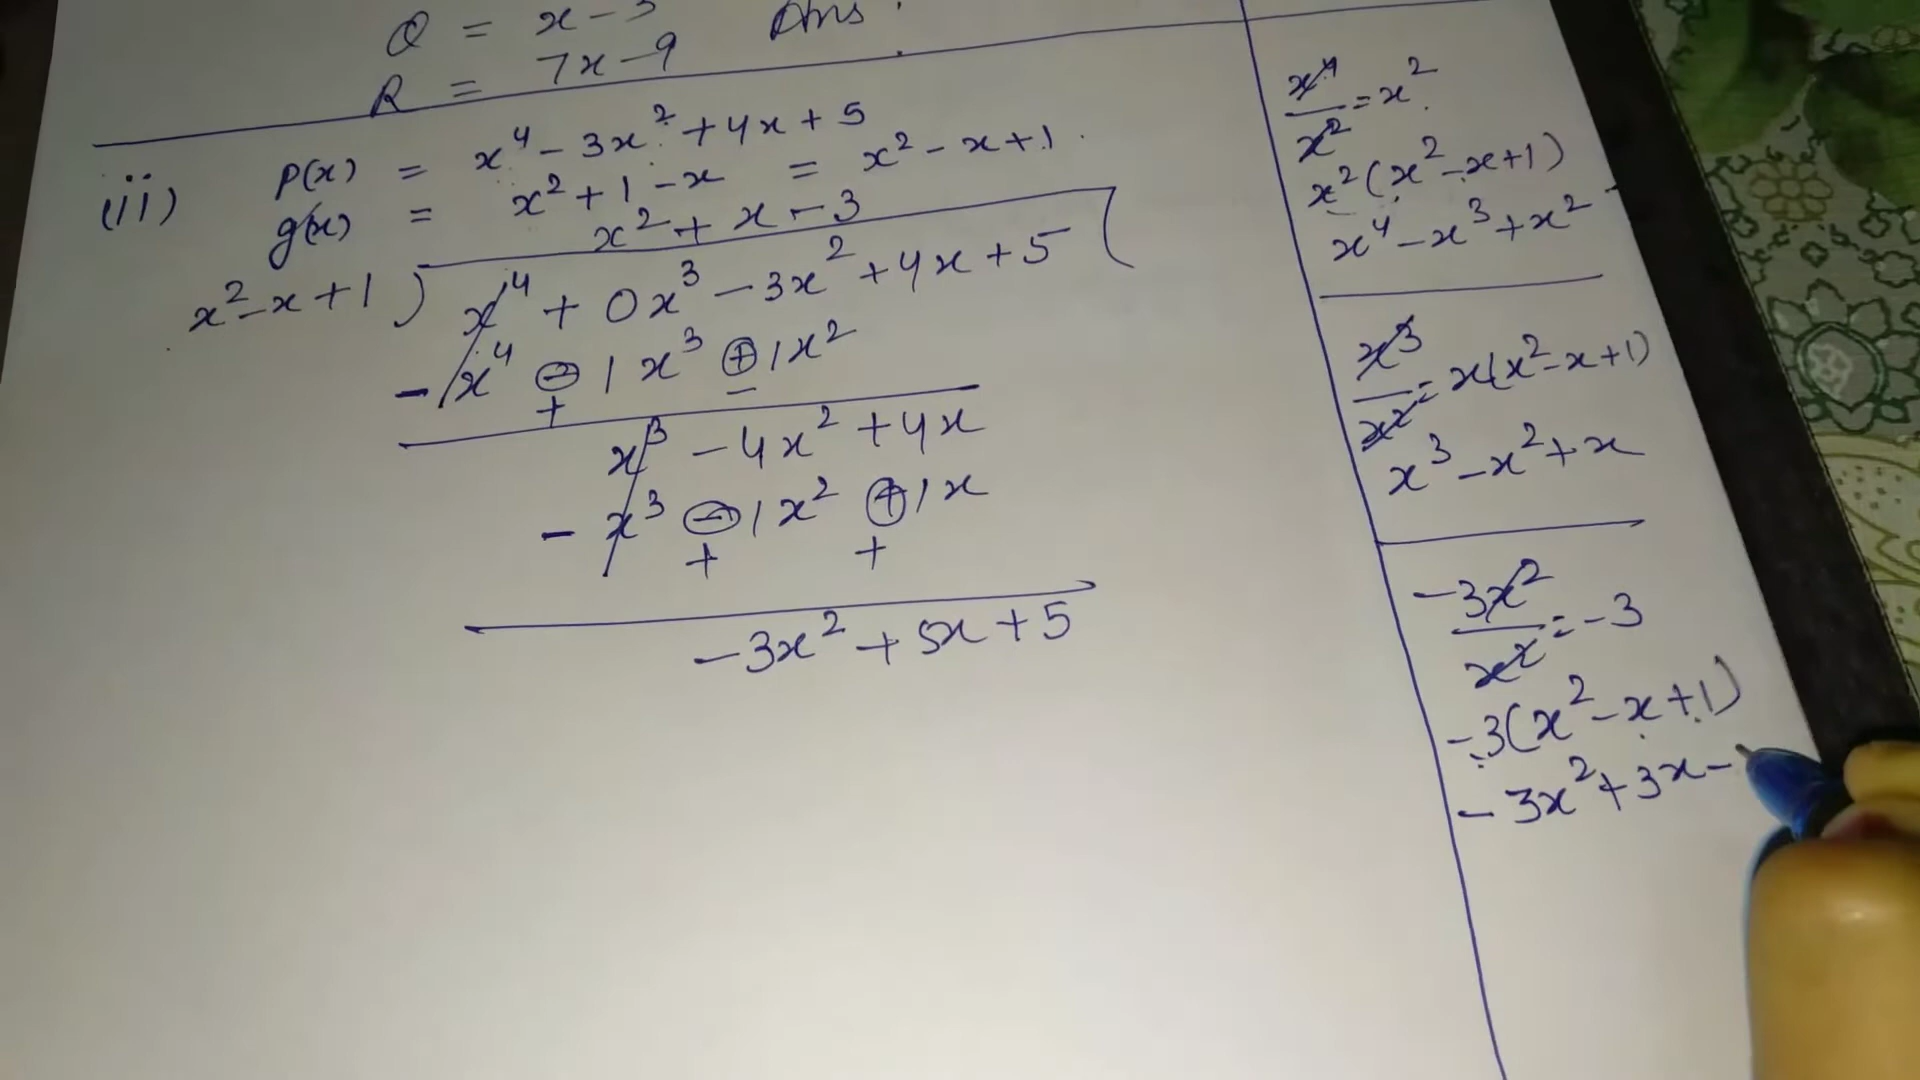 Q = x - 3 Ans.
R = 7x - 9
(ii) p(x) = x⁴ - 3x² + 4x + 5
g(x) = x² + 1 - x = x² - x + 1.
x² + x - 3
x² - x + 1 ) x⁴ + 0x³ - 3x² + 4x + 5 (
- x⁴ ⊖ 1x³ ⊕ 1x²
+ -
x³ - 4x² + 4x
- x³ ⊖ 1x² ⊕ 1x
+ +
-3x² + 5x + 5
x⁴/x² = x².
x²(x² - x + 1)
x⁴ - x³ + x²
x³/x² = x(x² - x + 1)
x³ - x² + x
-3x²/x² = -3
-3(x² - x + 1)
-3x² + 3x -